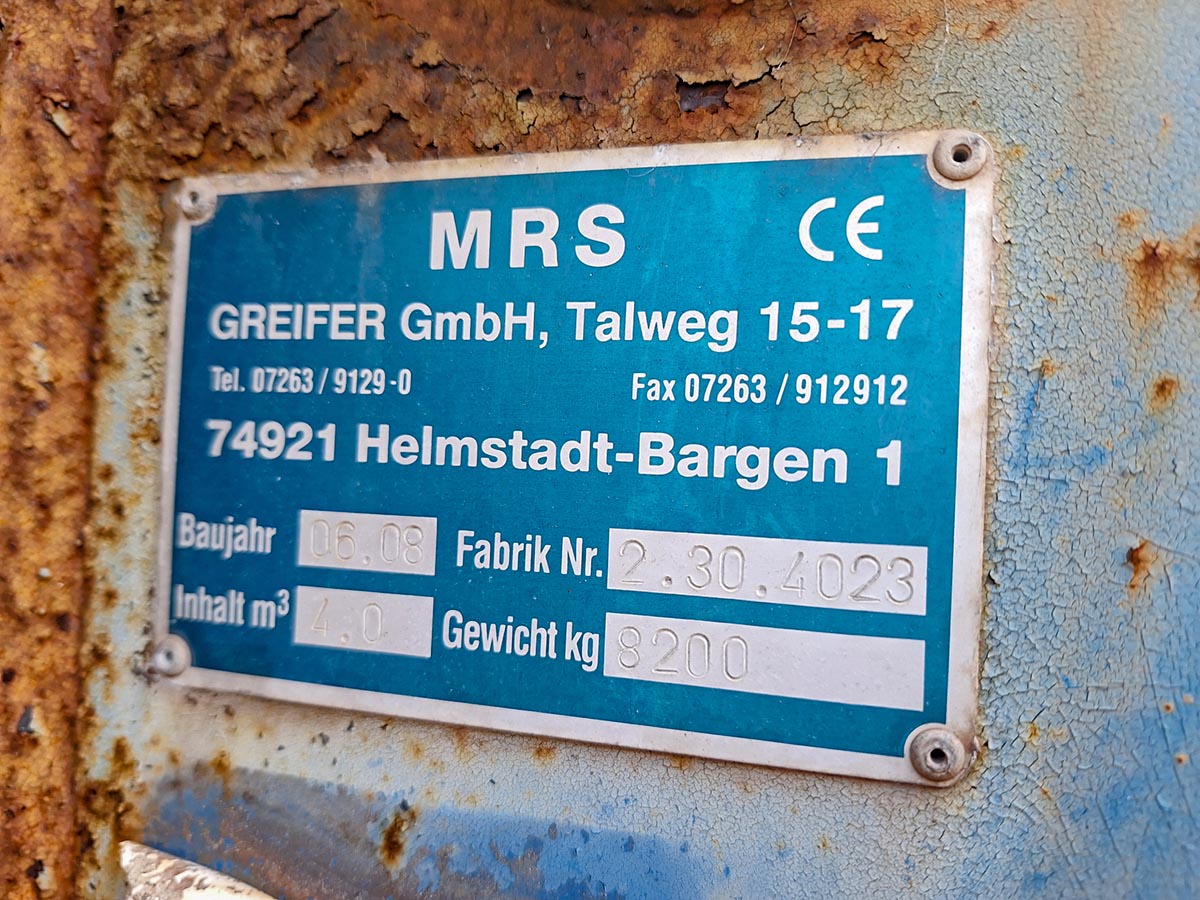 MRS CE
GREIFER GmbH, Talweg 15-17
Tel. 07263 / 9129-0 Fax 07263 / 912912
74921 Helmstadt-Bargen 1
Baujahr 06.08 Fabrik Nr. 2.30.4023
Inhalt m³ 4.0 Gewicht kg 8200